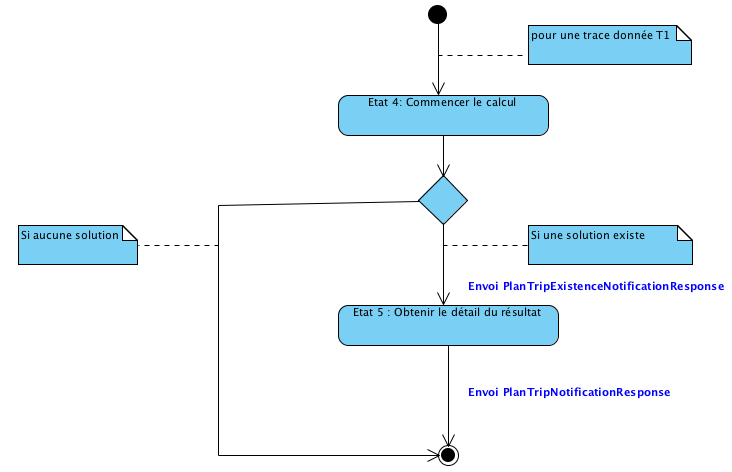 pour une trace donnée T1
Etat 4: Commencer le calcul
Si aucune solution
Si une solution existe
Envoi PlanTripExistenceNotificationResponse
Etat 5 : Obtenir le détail du résultat
Envoi PlanTripNotificationResponse